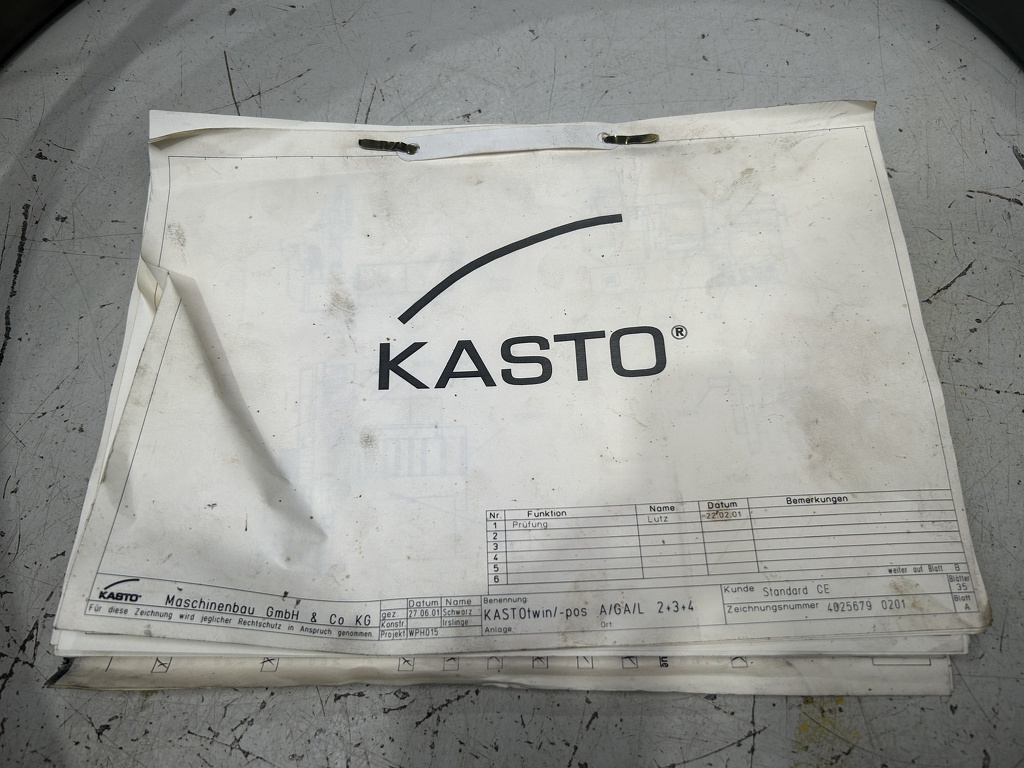 KASTO®
Nr. Funktion Name Datum Bemerkungen
1 Prüfung Lutz 22.02.01
2
3
4
5
6
weiter auf Blatt B
KASTO Maschinenbau GmbH & Co KG
Für diese Zeichnung wird jeglicher Rechtschutz in Anspruch genommen.
Datum Name
gez 27.06.01 Schwarz
Konstr. Irslinge
Projekt WPH015
Benennung
KASTOtwin/-pos A/GA/L 2+3+4
Anlage Ort
Kunde Standard CE
Zeichnungsnummer 4025679 0201
Blätter
35
Blatt
A